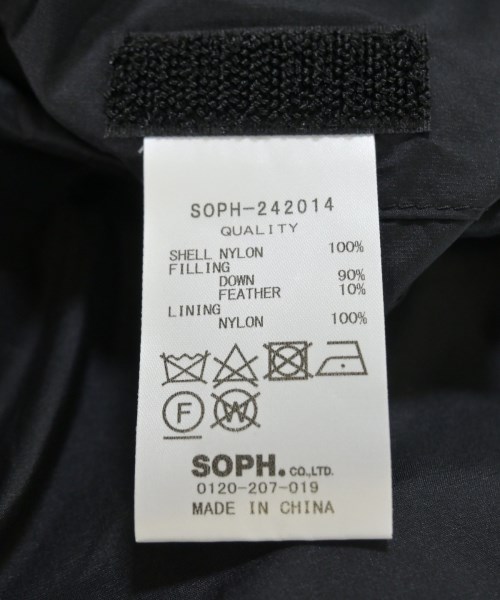 SOPH-242014
QUALITY
SHELL NYLON 100%
FILLING
DOWN 90%
FEATHER 10%
LINING
NYLON 100%
F W
SOPH. CO.,LTD.
0120-207-019
MADE IN CHINA